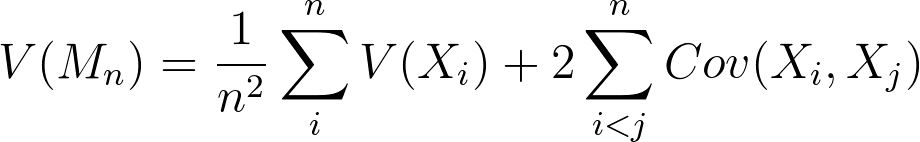 V(M_n) = \frac{1}{n^2} \sum_{i}^{n} V(X_i) + 2 \sum_{i<j}^{n} Cov(X_i, X_j)